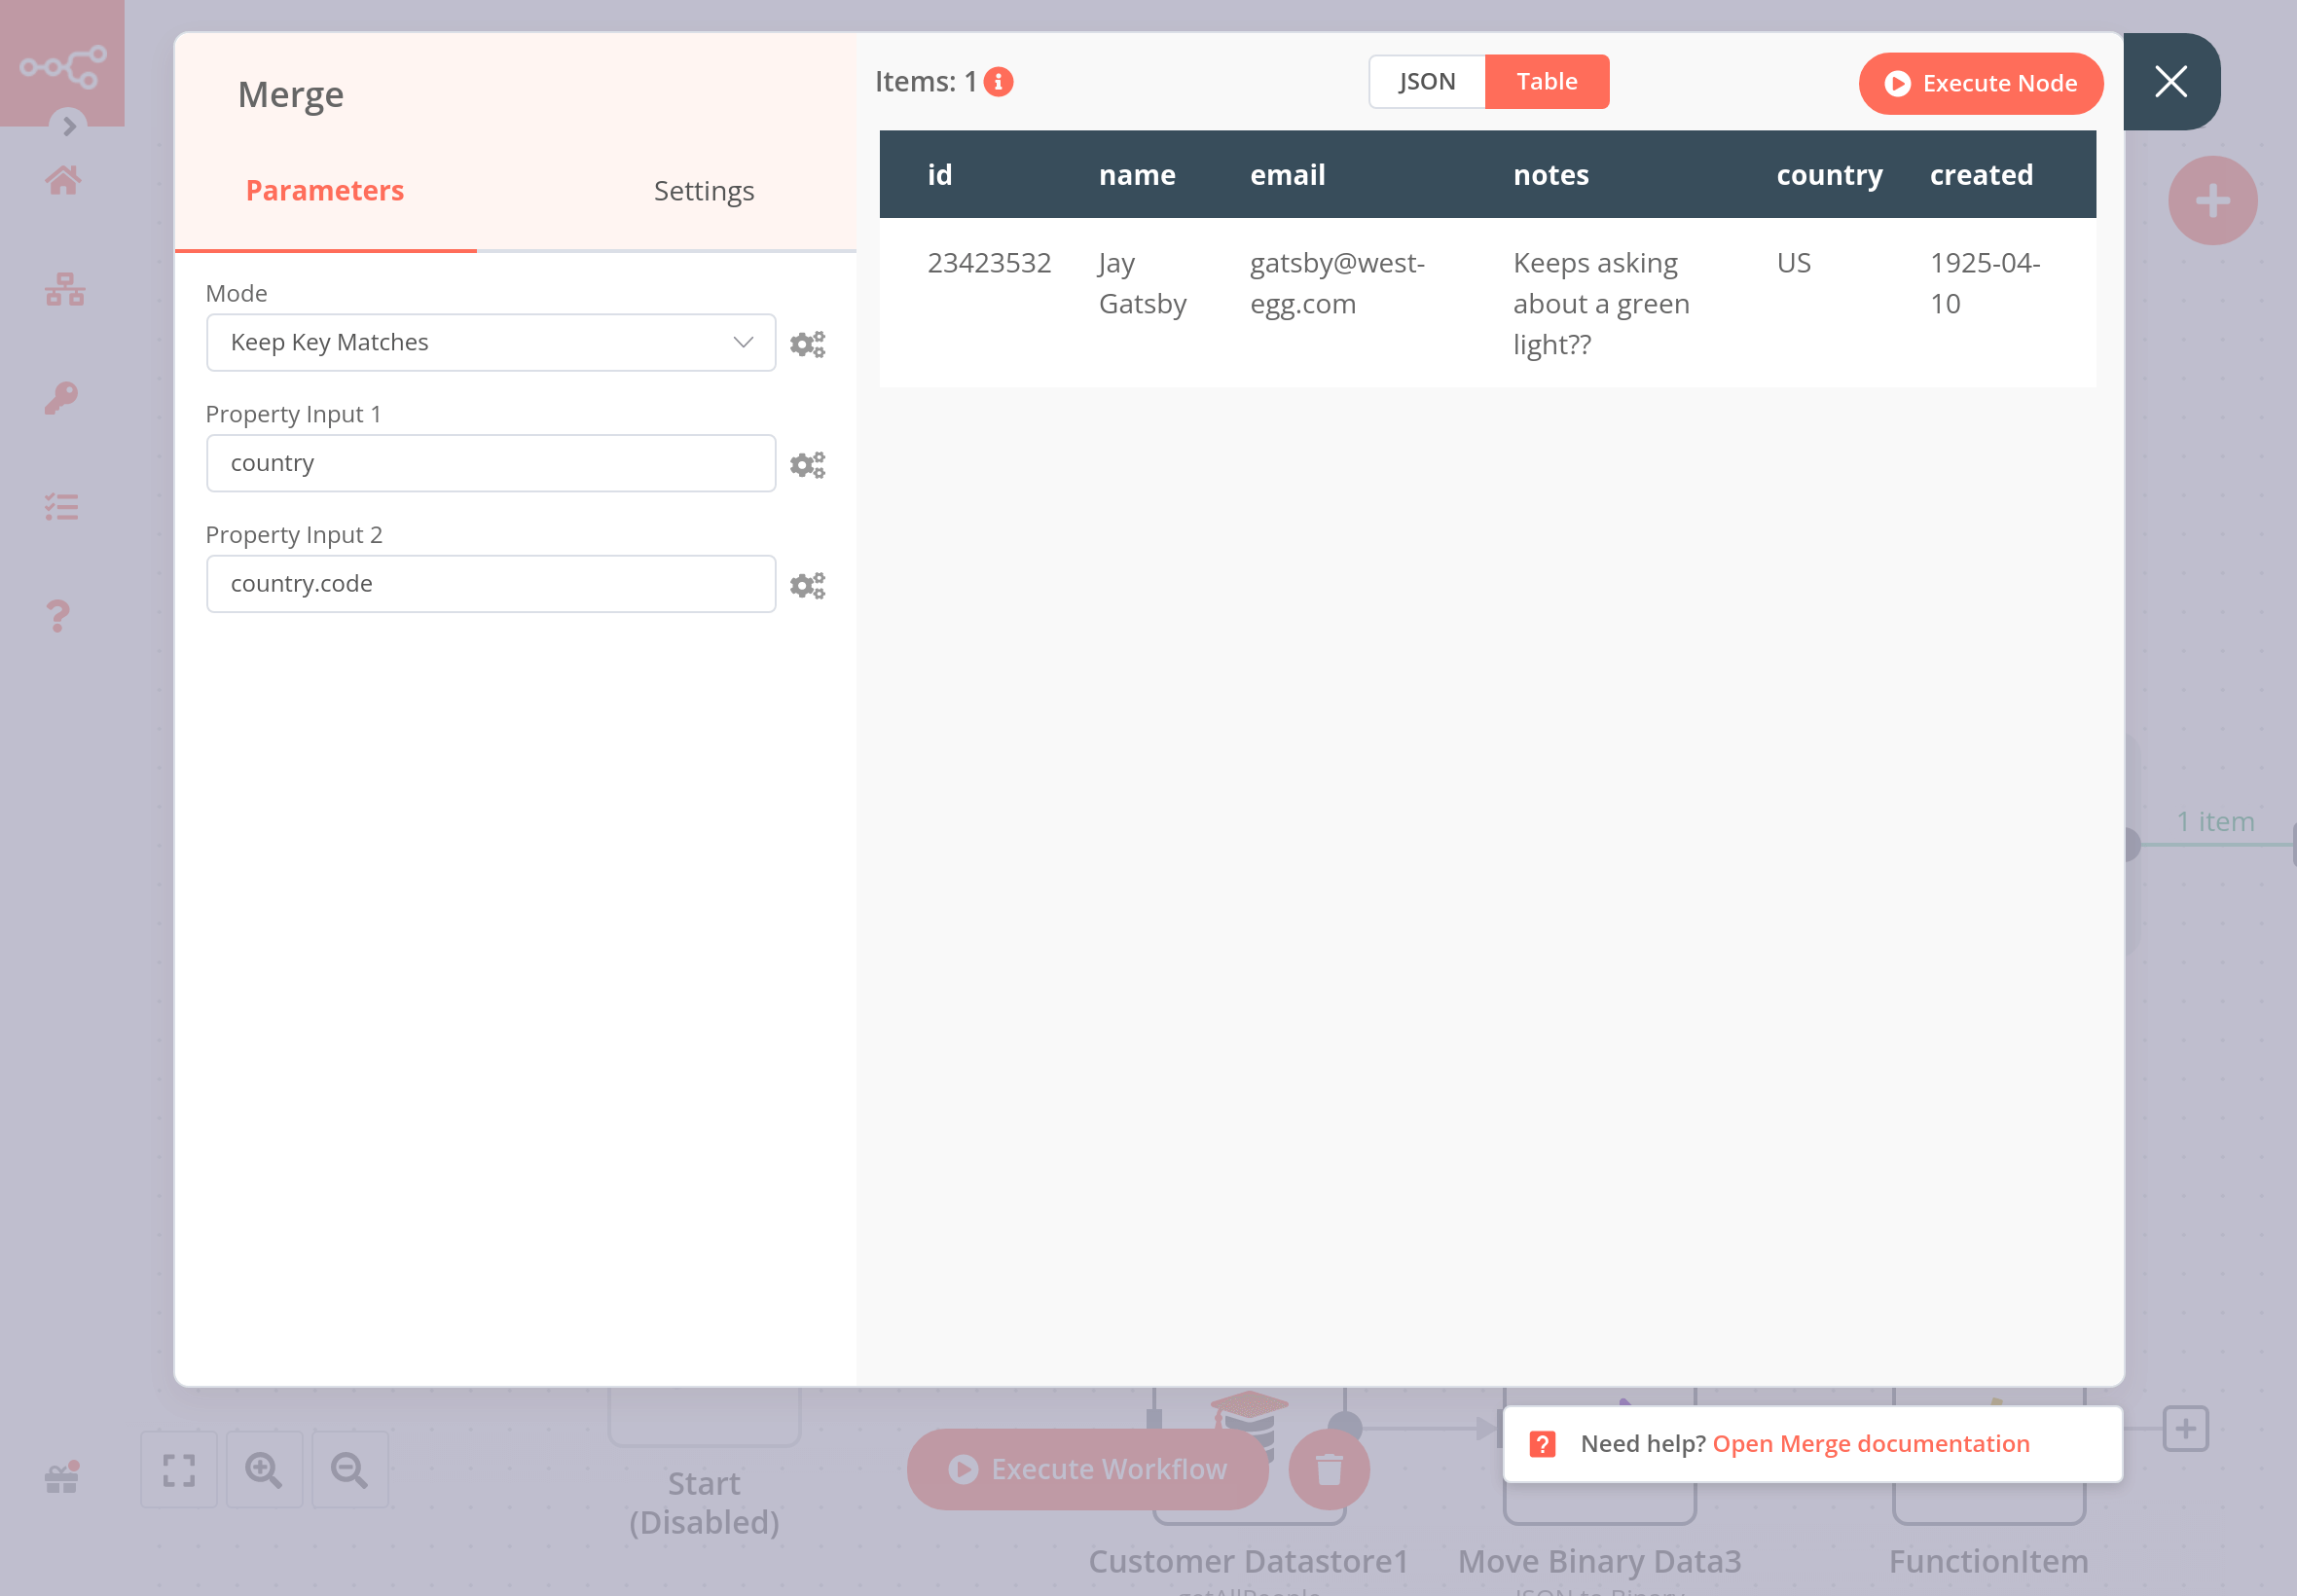 Merge
Parameters
Settings
Mode
Keep Key Matches
Property Input 1
country
Property Input 2
country.code
Items: 1
JSON
Table
Execute Node
id name email notes country created
23423532 Jay gatsby@west- Keeps asking US 1925-04-
Gatsby egg.com about a green 10
light??
1 item
Need help? Open Merge documentation
Execute Workflow
Start
(Disabled)
Customer Datastore1
Move Binary Data3
FunctionItem